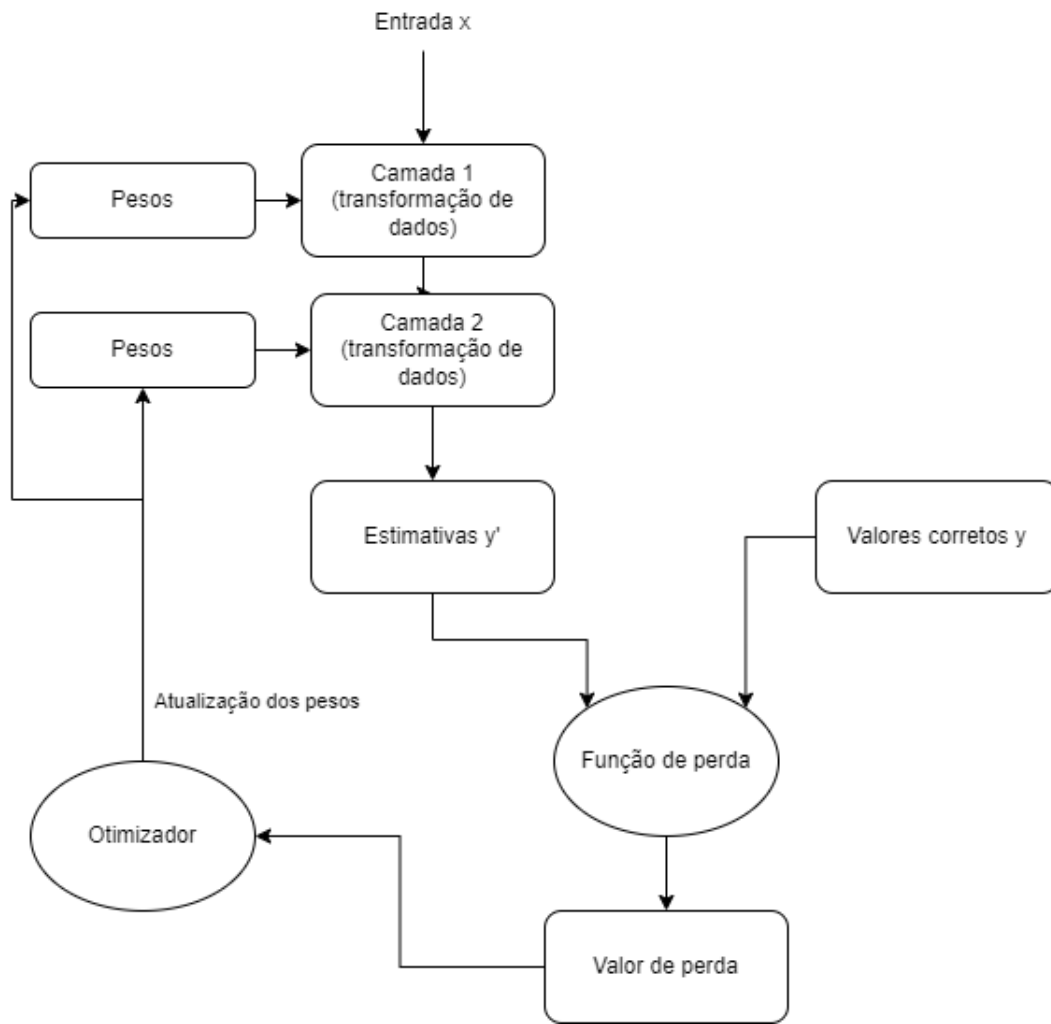 Entrada x
Pesos
Camada 1
(transformação de
dados)
Pesos
Camada 2
(transformação de
dados)
Estimativas y'
Valores corretos y
Atualização dos pesos
Função de perda
Otimizador
Valor de perda